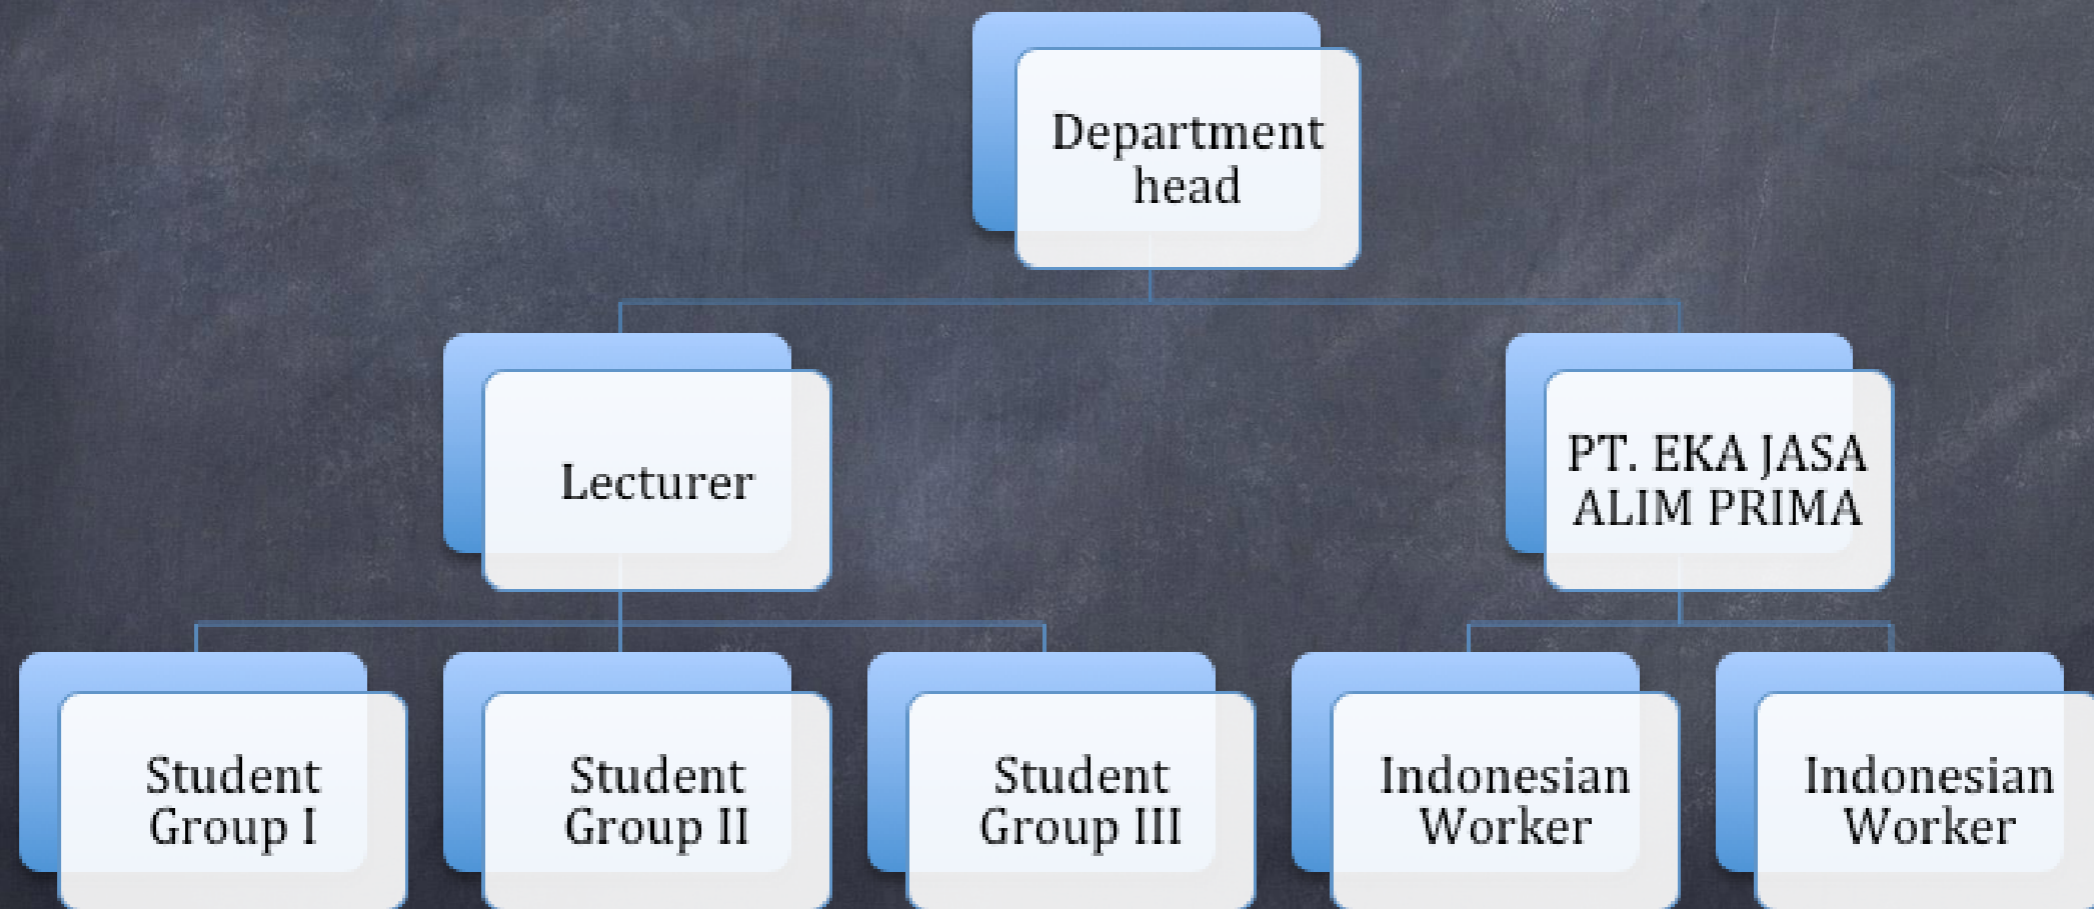 Department
head
Lecturer
PT. EKA JASA
ALIM PRIMA
Student
Group I
Student
Group II
Student
Group III
Indonesian
Worker
Indonesian
Worker